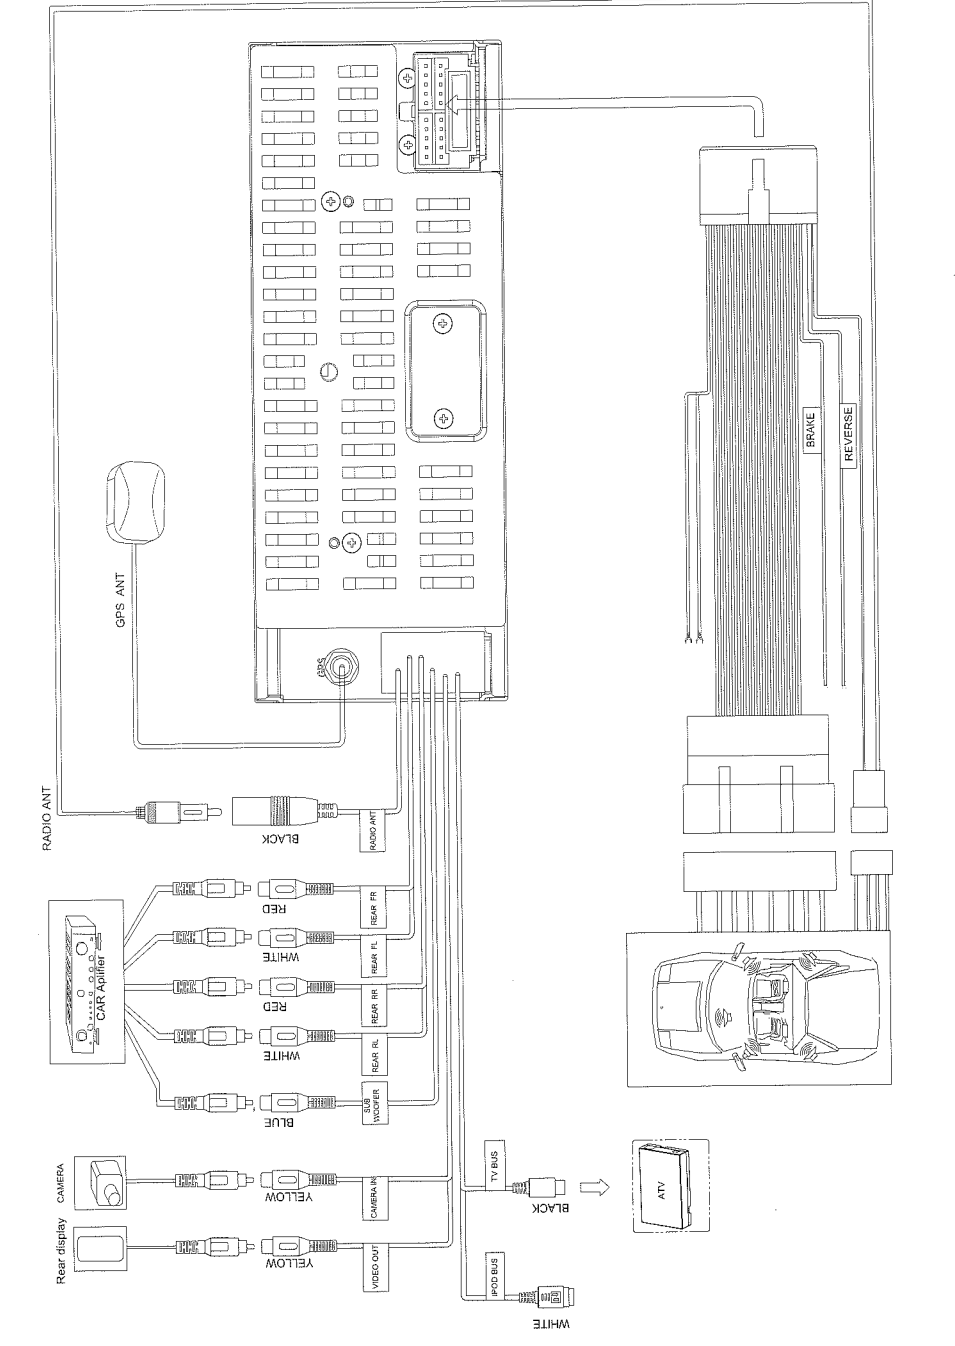 RADIO ANT
GPS ANT
GPS
BLACK
RADIO ANT
CAR Aplifier
RED
REAR FR
WHITE
REAR FL
RED
REAR RR
WHITE
REAR RL
BLUE
SUB
WOOFER
CAMERA
YELLOW
CAMERA IN
Rear display
YELLOW
VIDEO OUT
TV BUS
BLACK
ATV
IPOD BUS
WHITE
BRAKE
REVERSE